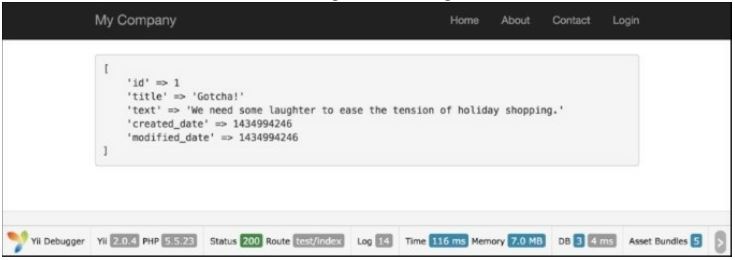 My Company Home About Contact Login
[
'id' => 1
'title' => 'Gotcha!'
'text' => 'We need some laughter to ease the tension of holiday shopping.'
'created_date' => 1434994246
'modified_date' => 1434994246
]
Yii Debugger Yii 2.0.4 PHP 5.5.23 Status 200 Route test/index Log 14 Time 116 ms Memory 7.0 MB DB 3 4 ms Asset Bundles 5